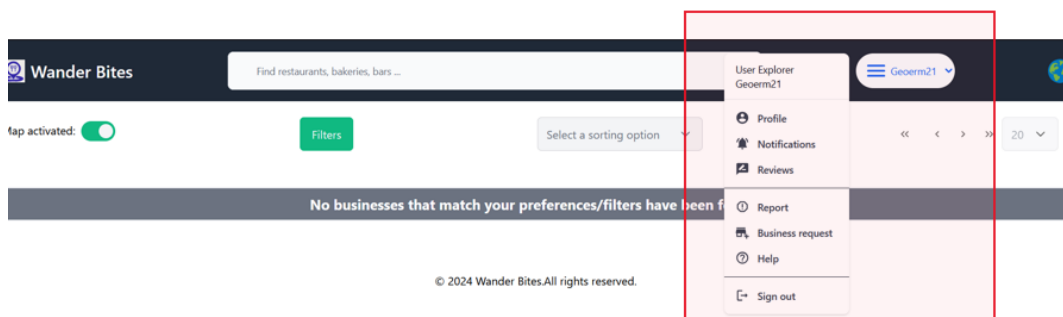 Wander Bites
Find restaurants, bakeries, bars ...
User Explorer
Geoerm21
Geoerm21
Map activated:
Filters
Select a sorting option
« ‹ › »
20
Profile
Notifications
Reviews
No businesses that match your preferences/filters have been f
Report
Business request
Help
Sign out
© 2024 Wander Bites.All rights reserved.